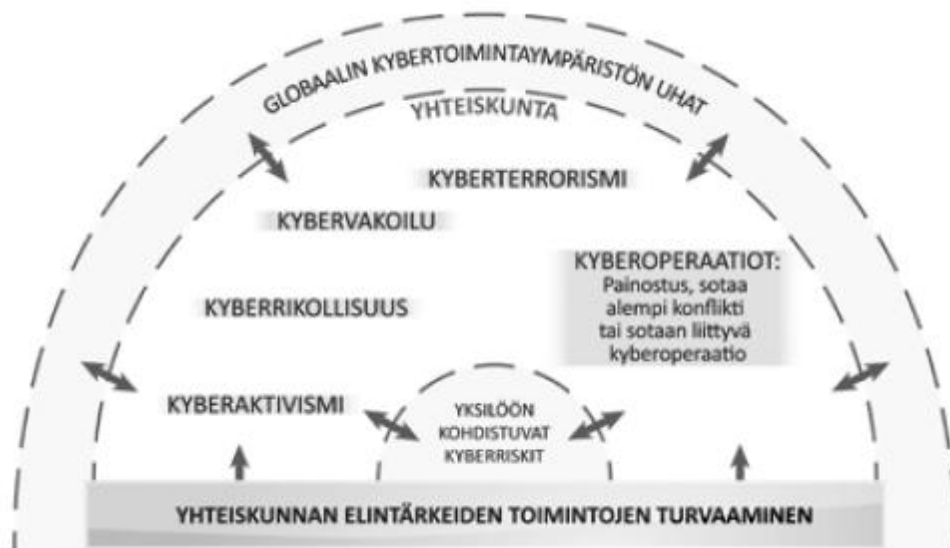 GLOBAALIN KYBERTOIMINTAYMPÄRISTÖN UHAT
YHTEISKUNTA
KYBERTERRORISMI
KYBERVAKOILU
KYBEROPERAATIOT:
Painostus, sotaa
alempi konflikti
tai sotaan liittyvä
kyberoperaatio
KYBERRIKOLLISUUS
KYBERAKTIVISMI
YKSILÖÖN
KOHDISTUVAT
KYBERRISKIT
YHTEISKUNNAN ELINTÄRKEIDEN TOIMINTOJEN TURVAAMINEN